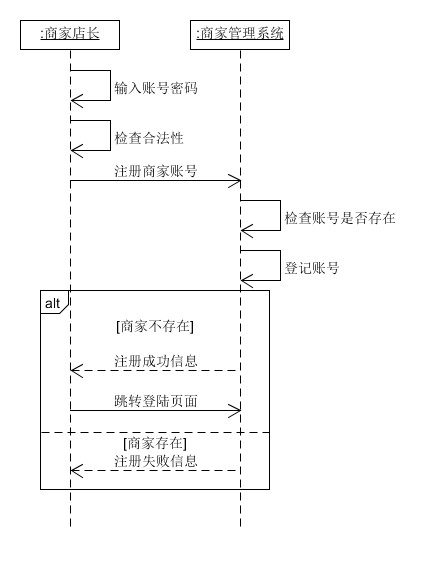 :商家店长
:商家管理系统
输入账号密码
检查合法性
注册商家账号
检查账号是否存在
登记账号
alt
[商家不存在]
注册成功信息
跳转登陆页面
[商家存在]
注册失败信息